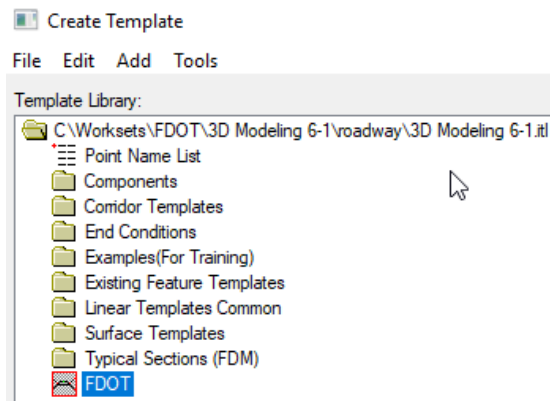 Create Template
File Edit Add Tools
Template Library:
C\Worksets\FDOT\3D Modeling 6-1\roadway\3D Modeling 6-1.itl
Point Name List
Components
Corridor Templates
End Conditions
Examples(For Training)
Existing Feature Templates
Linear Templates Common
Surface Templates
Typical Sections (FDM)
FDOT